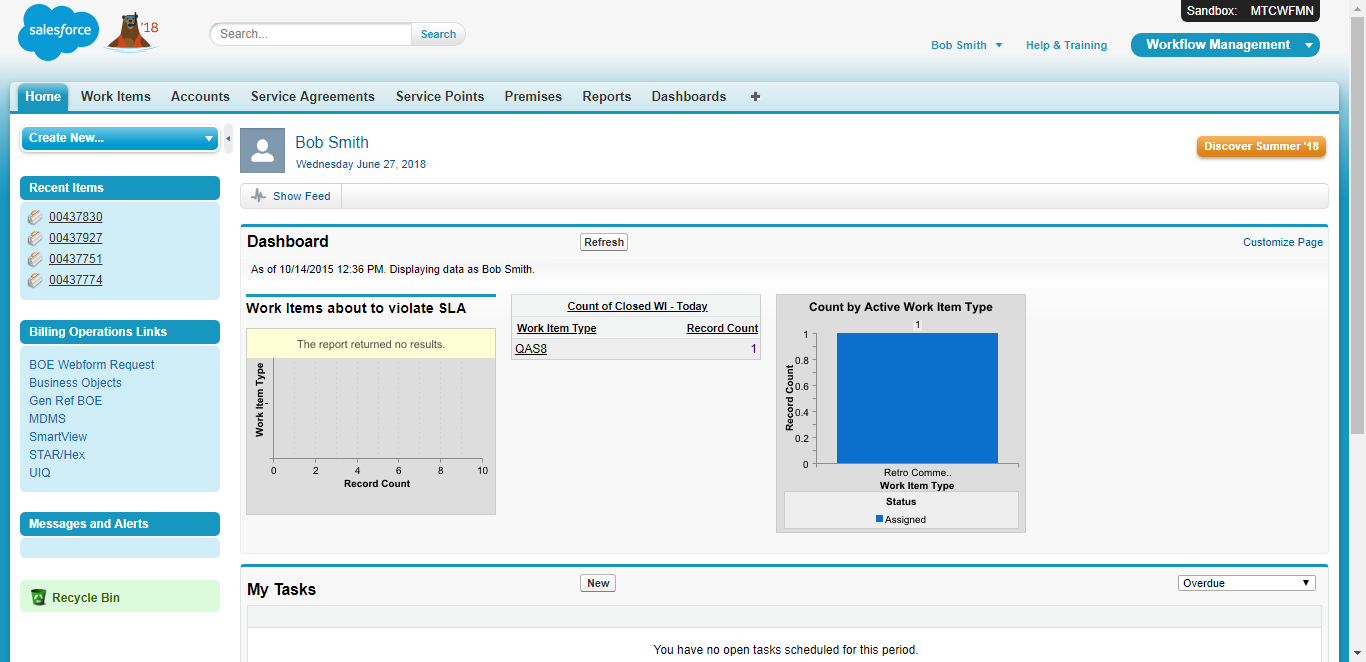 Sandbox: MTCWFMN
salesforce
'18
Search...
Search
Bob Smith
Help & Training
Workflow Management
Home
Work Items
Accounts
Service Agreements
Service Points
Premises
Reports
Dashboards
+
Create New...
Recent Items
00437830
00437927
00437751
00437774
Billing Operations Links
BOE Webform Request
Business Objects
Gen Ref BOE
MDMS
SmartView
STAR/Hex
UIQ
Messages and Alerts
Recycle Bin
Bob Smith
Wednesday June 27, 2018
Discover Summer '18
Show Feed
Dashboard
Refresh
Customize Page
As of 10/14/2015 12:36 PM. Displaying data as Bob Smith.
Work Items about to violate SLA
The report returned no results.
Work Item Type
-
0 2 4 6 8 10
Record Count
Count of Closed WI - Today
Work Item Type Record Count
QAS8 1
Count by Active Work Item Type
1
Record Count
1
0.8
0.6
0.4
0.2
0
Retro Comme..
Work Item Type
Status
Assigned
My Tasks
New
Overdue
You have no open tasks scheduled for this period.